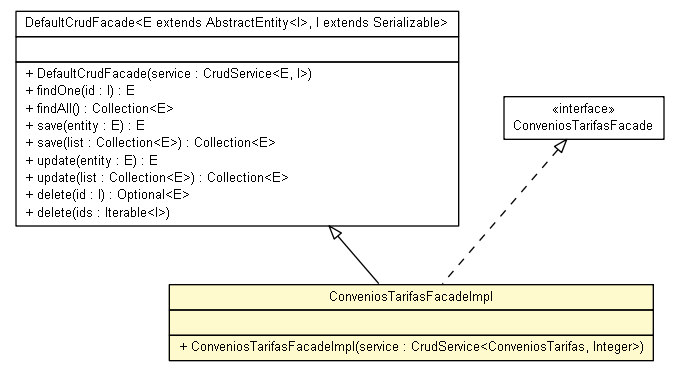 DefaultCrudFacade<E extends AbstractEntity<I>, I extends Serializable>
+ DefaultCrudFacade(service : CrudService<E, I>)
+ findOne(id : I) : E
+ findAll() : Collection<E>
+ save(entity : E) : E
+ save(list : Collection<E>) : Collection<E>
+ update(entity : E) : E
+ update(list : Collection<E>) : Collection<E>
+ delete(id : I) : Optional<E>
+ delete(ids : Iterable<I>)
«interface»
ConveniosTarifasFacade
ConveniosTarifasFacadeImpl
+ ConveniosTarifasFacadeImpl(service : CrudService<ConveniosTarifas, Integer>)